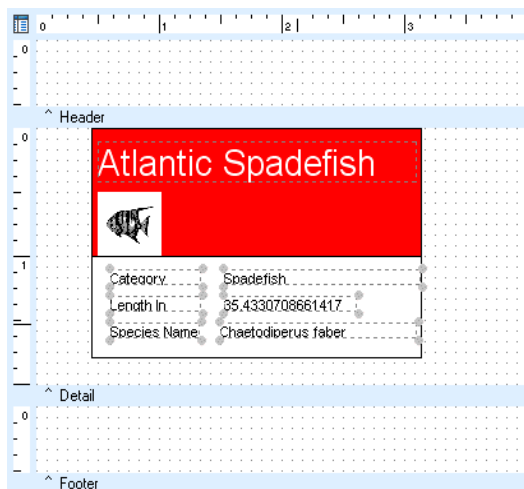 0 1 2 3
0
^ Header
0
Atlantic Spadefish
1
Category Spadefish
Length In 35.4330708661417
Species Name Chaetodiperus faber
^ Detail
0
^ Footer